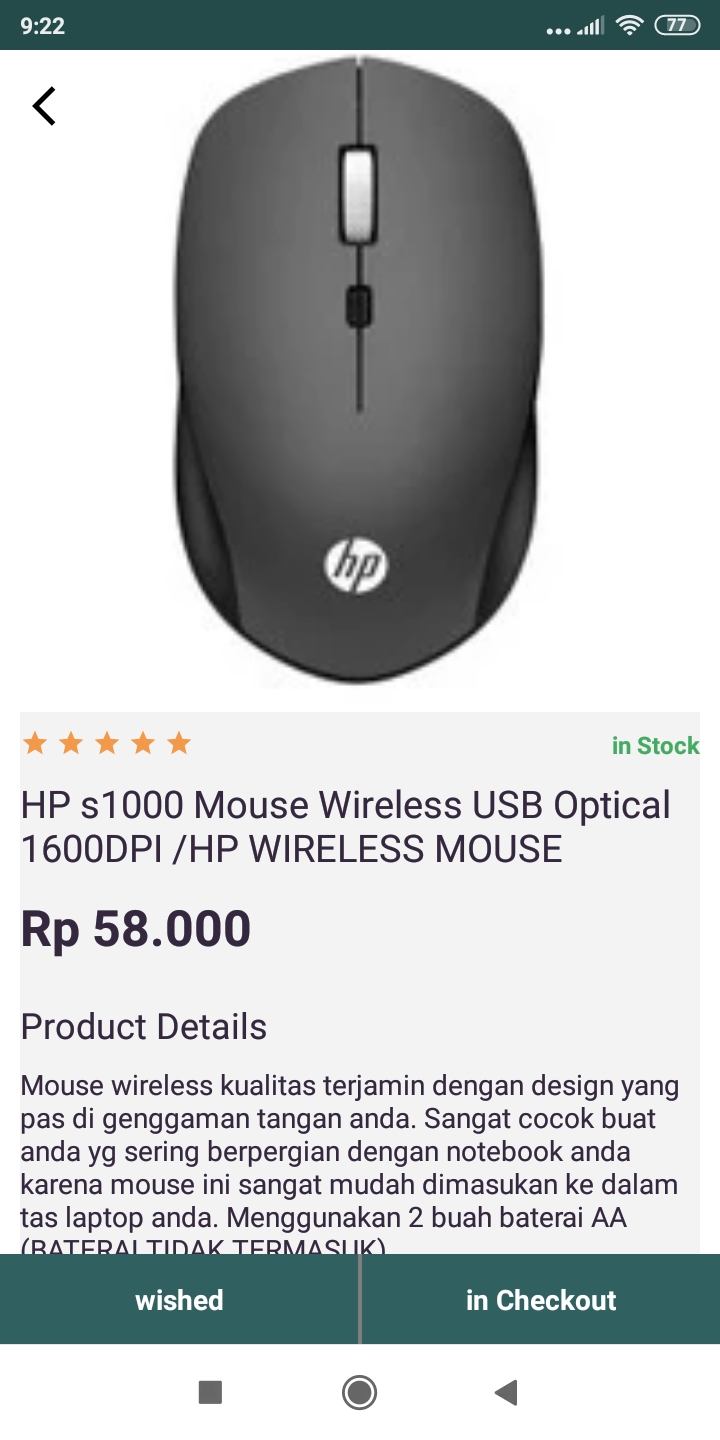 9:22
77
hp
in Stock
HP s1000 Mouse Wireless USB Optical
1600DPI /HP WIRELESS MOUSE
Rp 58.000
Product Details
Mouse wireless kualitas terjamin dengan design yang
pas di genggaman tangan anda. Sangat cocok buat
anda yg sering berpergian dengan notebook anda
karena mouse ini sangat mudah dimasukan ke dalam
tas laptop anda. Menggunakan 2 buah baterai AA
(BATERAI TIDAK TERMASUK)
wished
in Checkout